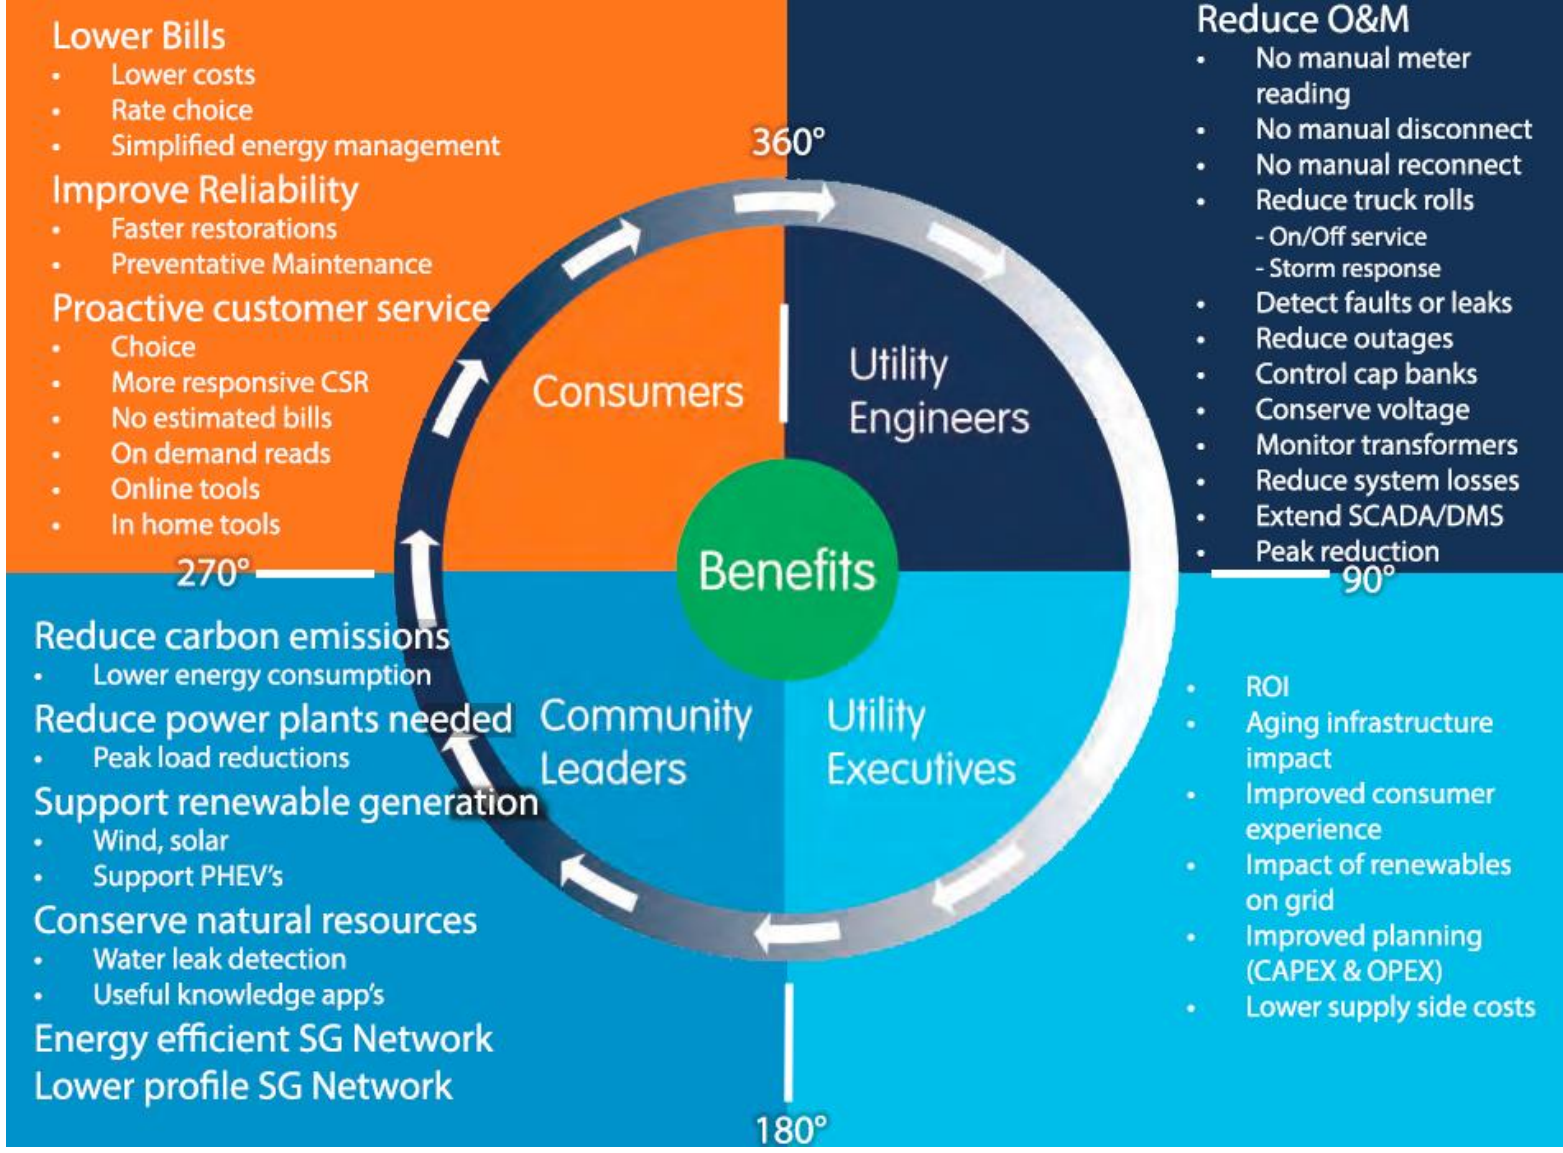 Lower Bills
• Lower costs
• Rate choice
• Simplified energy management
Improve Reliability
• Faster restorations
• Preventative Maintenance
Proactive customer service
• Choice
• More responsive CSR
• No estimated bills
• On demand reads
• Online tools
• In home tools
360°
Reduce O&M
• No manual meter
reading
• No manual disconnect
• No manual reconnect
• Reduce truck rolls
- On/Off service
- Storm response
• Detect faults or leaks
• Reduce outages
• Control cap banks
• Conserve voltage
• Monitor transformers
• Reduce system losses
• Extend SCADA/DMS
• Peak reduction
Consumers
Utility
Engineers
270°
Benefits
90°
Reduce carbon emissions
• Lower energy consumption
Reduce power plants needed
• Peak load reductions
Support renewable generation
• Wind, solar
• Support PHEV's
Conserve natural resources
• Water leak detection
• Useful knowledge app's
Energy efficient SG Network
Lower profile SG Network
Community
Leaders
Utility
Executives
• ROI
• Aging infrastructure
impact
• Improved consumer
experience
• Impact of renewables
on grid
• Improved planning
(CAPEX & OPEX)
• Lower supply side costs
180°